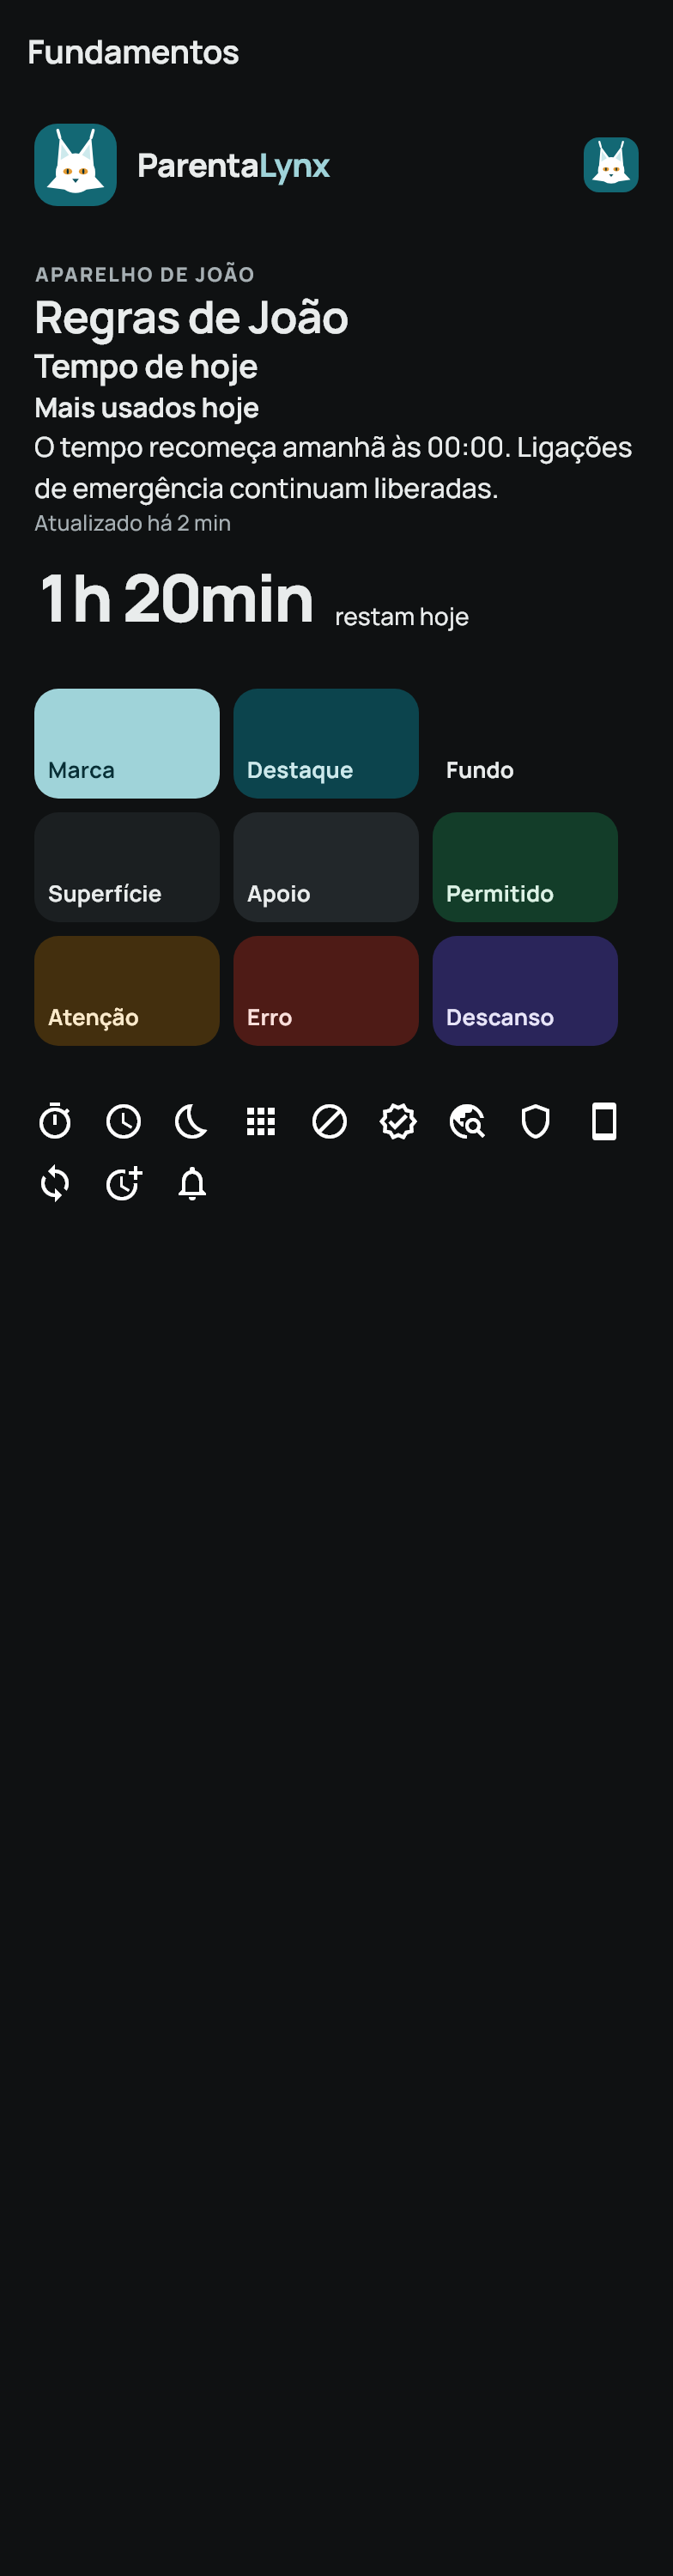 Fundamentos
ParentaLynx
APARELHO DE JOÃO
Regras de João
Tempo de hoje
Mais usados hoje
O tempo recomeça amanhã às 00:00. Ligações
de emergência continuam liberadas.
Atualizado há 2 min
1h 20min restam hoje
Marca Destaque Fundo
Superfície Apoio Permitido
Atenção Erro Descanso